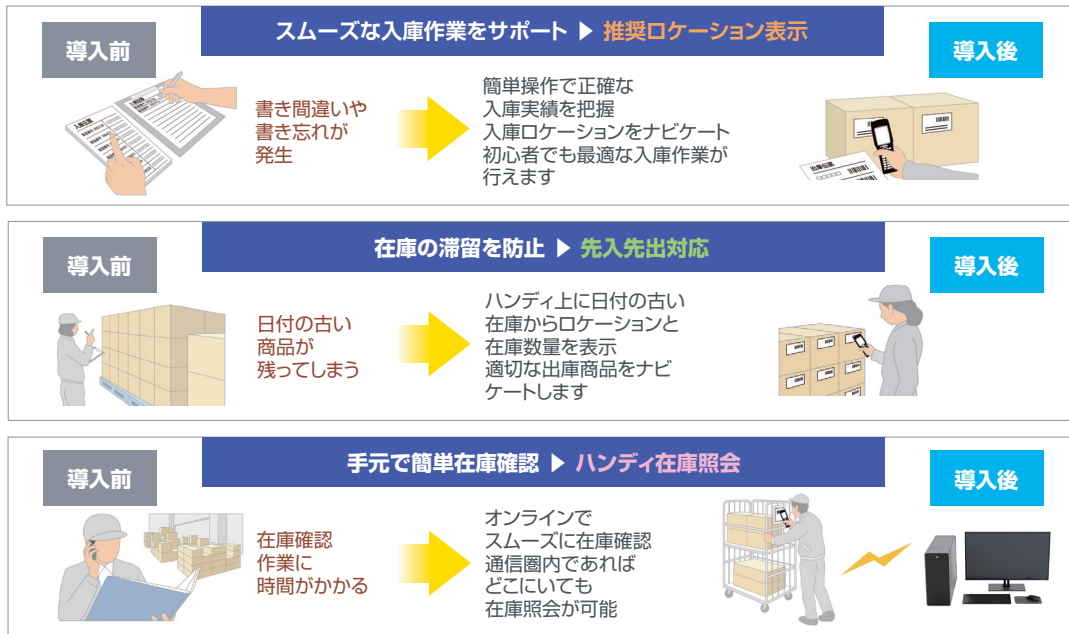 スムーズな入庫作業をサポート ▶ 推奨ロケーション表示
導入前
導入後
書き間違いや
書き忘れが
発生
簡単操作で正確な
入庫実績を把握
入庫ロケーションをナビゲート
初心者でも最適な入庫作業が
行えます
入庫伝票
出庫伝票
在庫の滞留を防止 ▶ 先入先出対応
導入前
導入後
日付の古い
商品が
残ってしまう
ハンディ上に日付の古い
在庫からロケーションと
在庫数量を表示
適切な出庫商品をナビ
ゲートします
手元で簡単在庫確認 ▶ ハンディ在庫照会
導入前
導入後
在庫確認
作業に
時間がかかる
オンラインで
スムーズに在庫確認
通信圏内であれば
どこにいても
在庫照会が可能